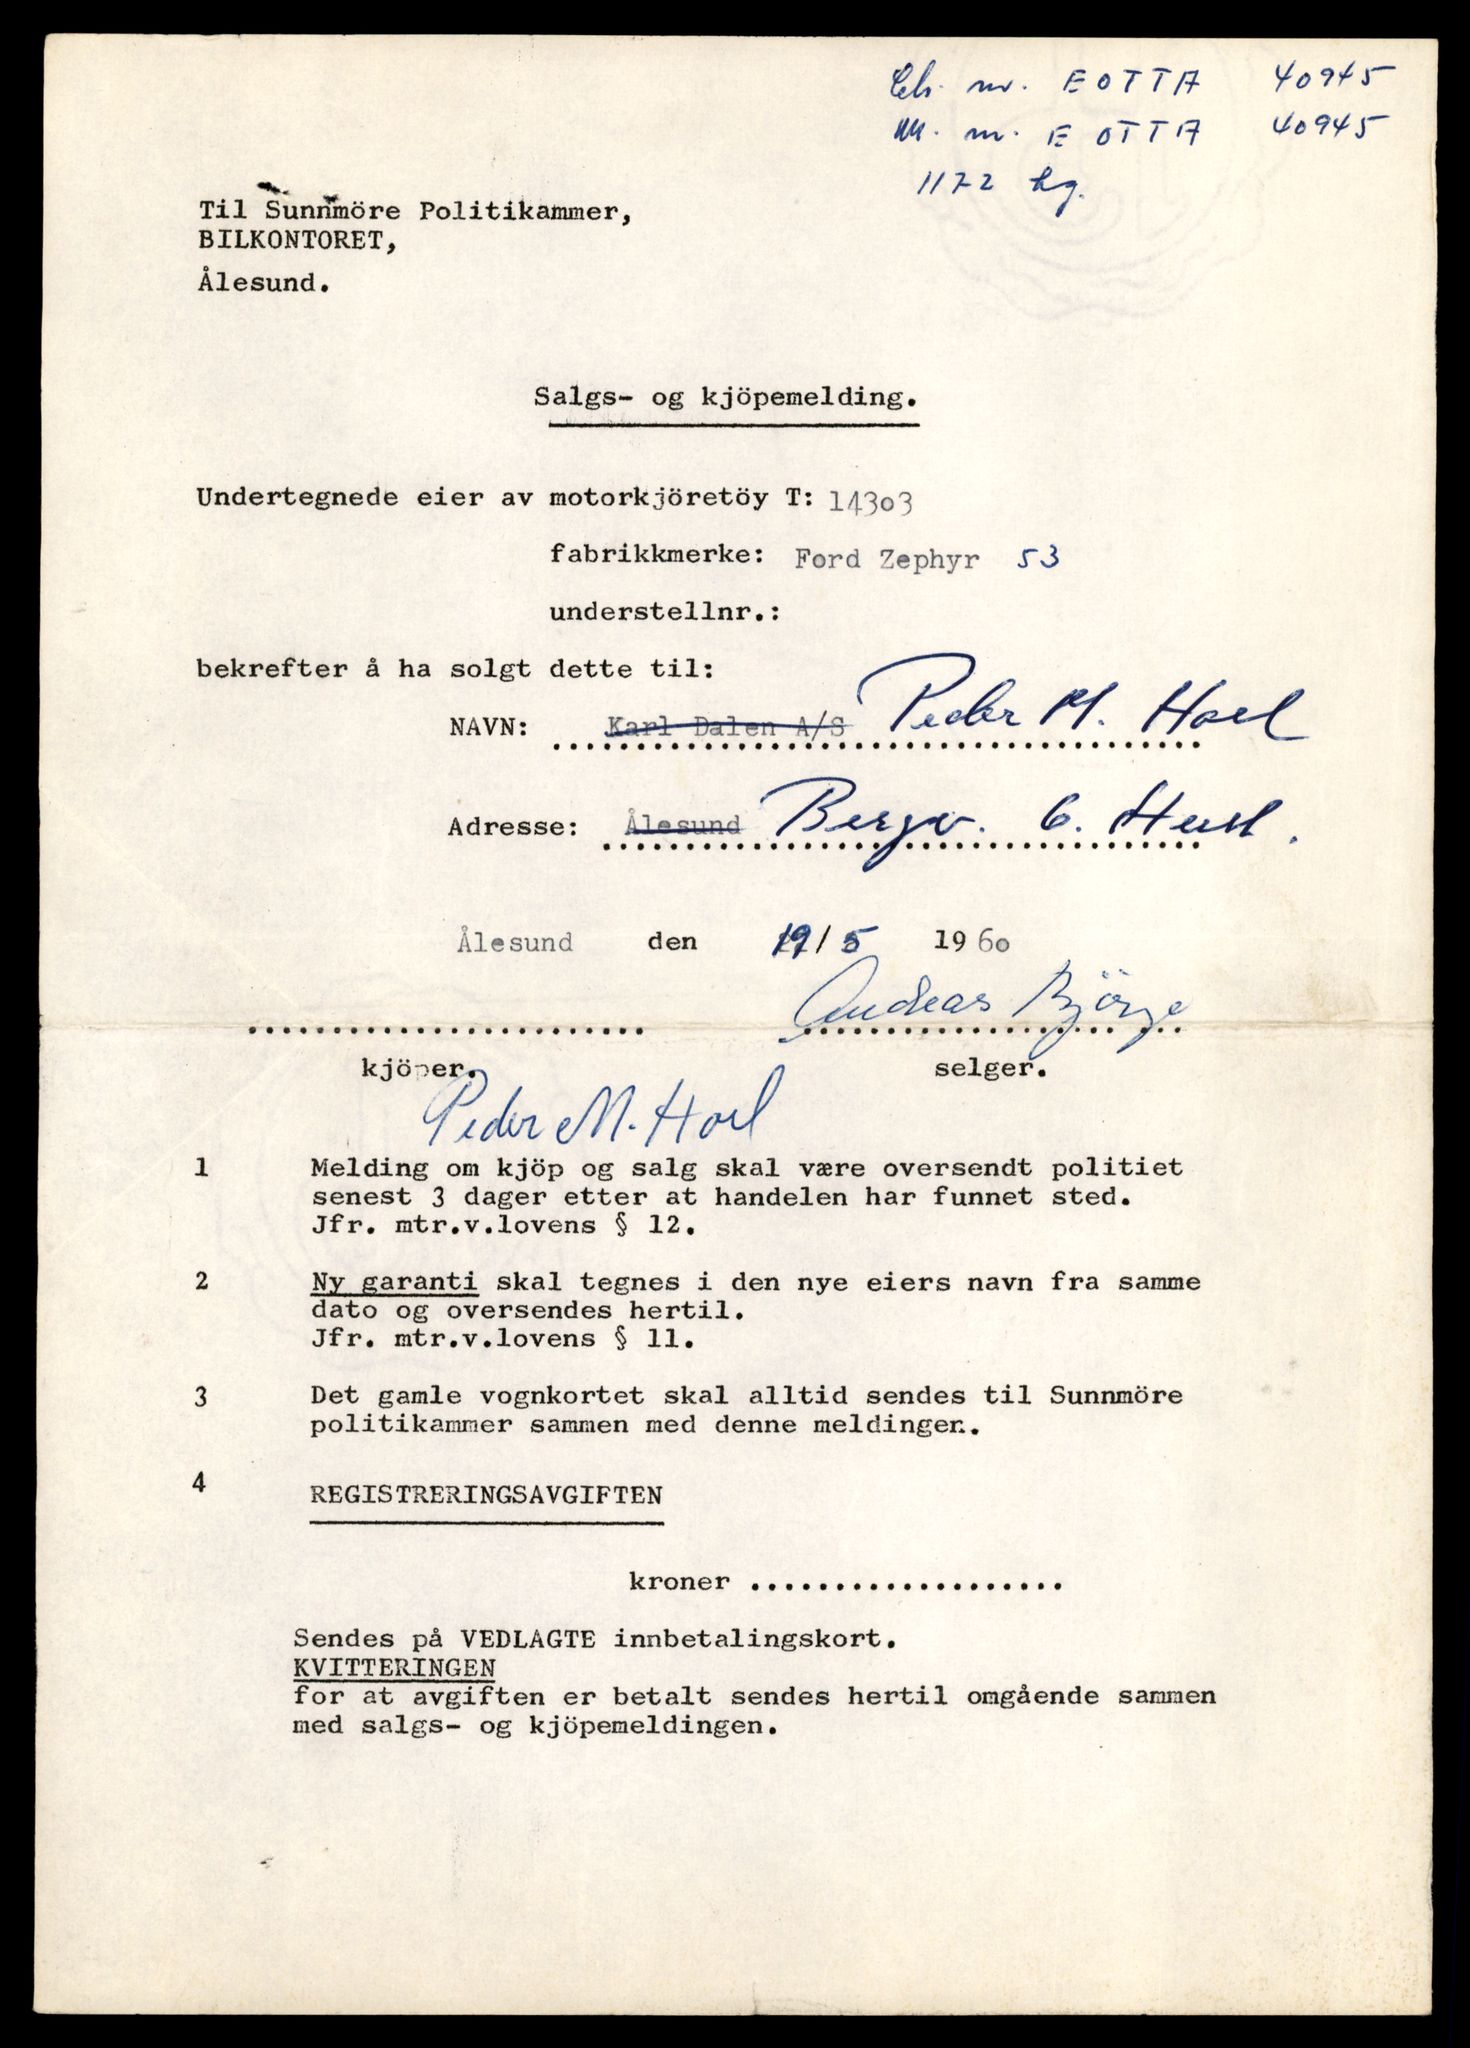 Ch. nr. EOTTA 40945
M. nr. EOTTA 40945
1172 kg.
Til Sunnmöre Politikammer,
BILKONTORET,
Ålesund.
Salgs- og kjöpemelding.
Undertegnede eier av motorkjöretöy T: 14303
fabrikkmerke: Ford Zephyr 53
understellnr.:
bekrefter å ha solgt dette til:
NAVN: Karl Dalen A/S Peder M. Hoel
Adresse: Ålesund Bergv. 6.
Ålesund den 19/5 1960
Andreas Björge
kjöper. selger.
Peder M. Hoel
1 Melding om kjöp og salg skal være oversendt politiet
senest 3 dager etter at handelen har funnet sted.
Jfr. mtr.v.lovens § 12.
2 Ny garanti skal tegnes i den nye eiers navn fra samme
dato og oversendes hertil.
Jfr. mtr.v.lovens § 11.
3 Det gamle vognkortet skal alltid sendes til Sunnmöre
politikammer sammen med denne meldingen.
4 REGISTRERINGSAVGIFTEN
kroner ...................
Sendes på VEDLAGTE innbetalingskort.
KVITTERINGEN
for at avgiften er betalt sendes hertil omgående sammen
med salgs- og kjöpemeldingen.